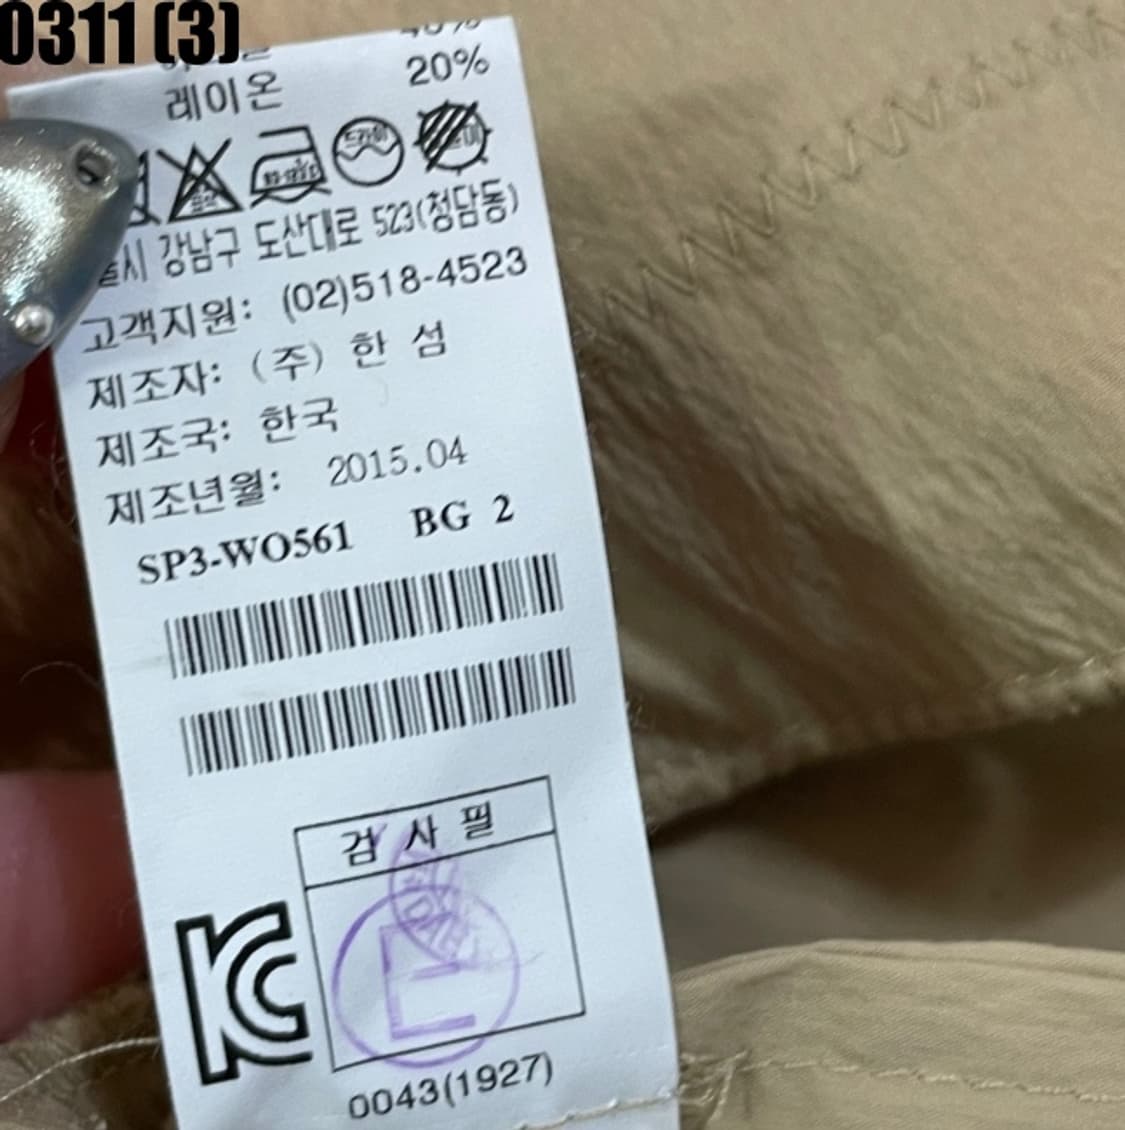 0311 (3)
레이온 20%
강남구 도산대로 523(청담동)
고객지원: (02)518-4523
제조자: (주) 한 섬
제조국: 한국
제조년월: 2015.04
SP3-WO561 BG 2
검 사 필
KC
0043(1927)